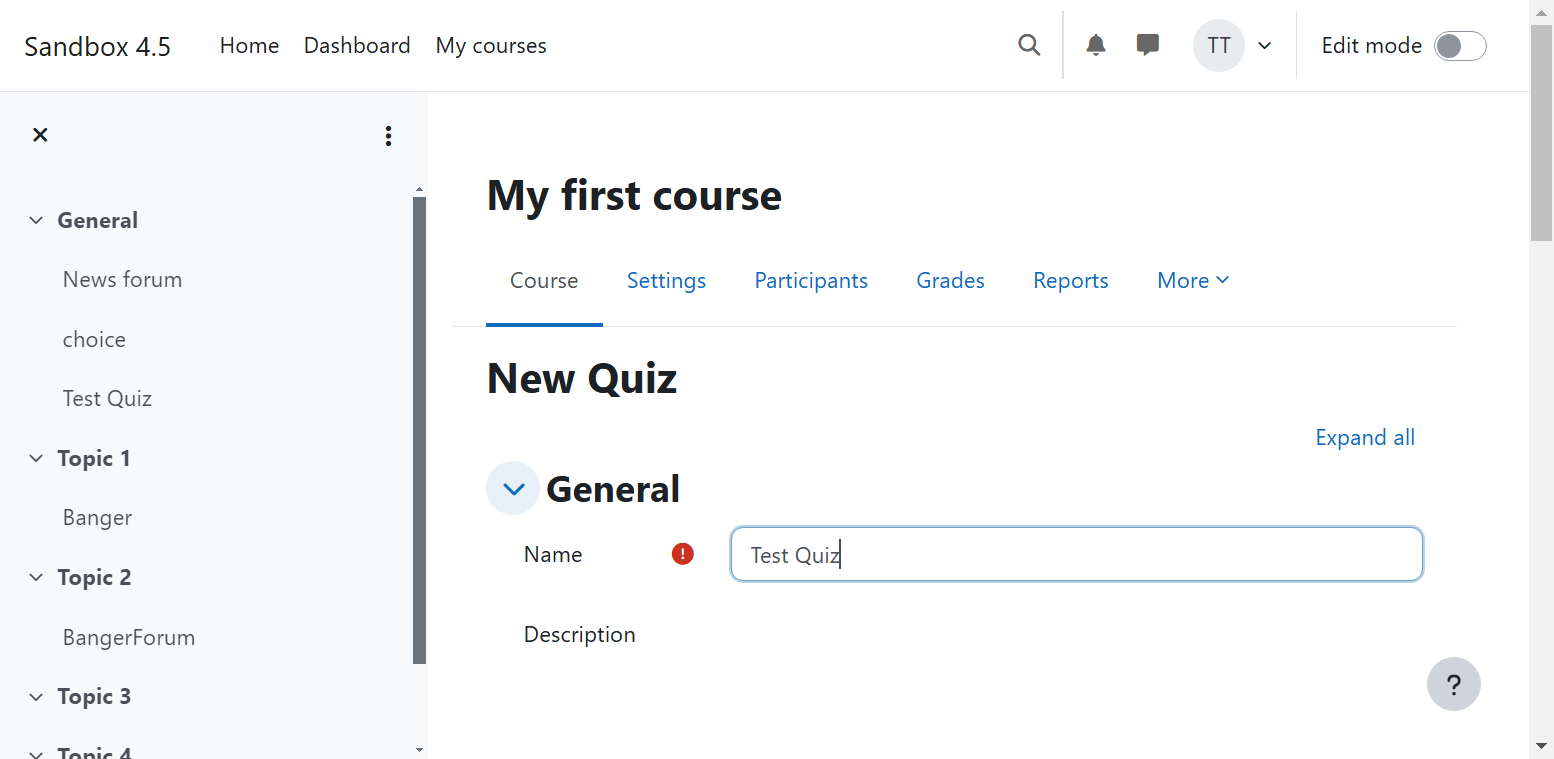 Sandbox 4.5 Home Dashboard My courses TT Edit mode
General
News forum
choice
Test Quiz
Topic 1
Banger
Topic 2
BangerForum
Topic 3
Topic 4
My first course
Course Settings Participants Grades Reports More
New Quiz
Expand all
General
Name Test Quiz
Description
?